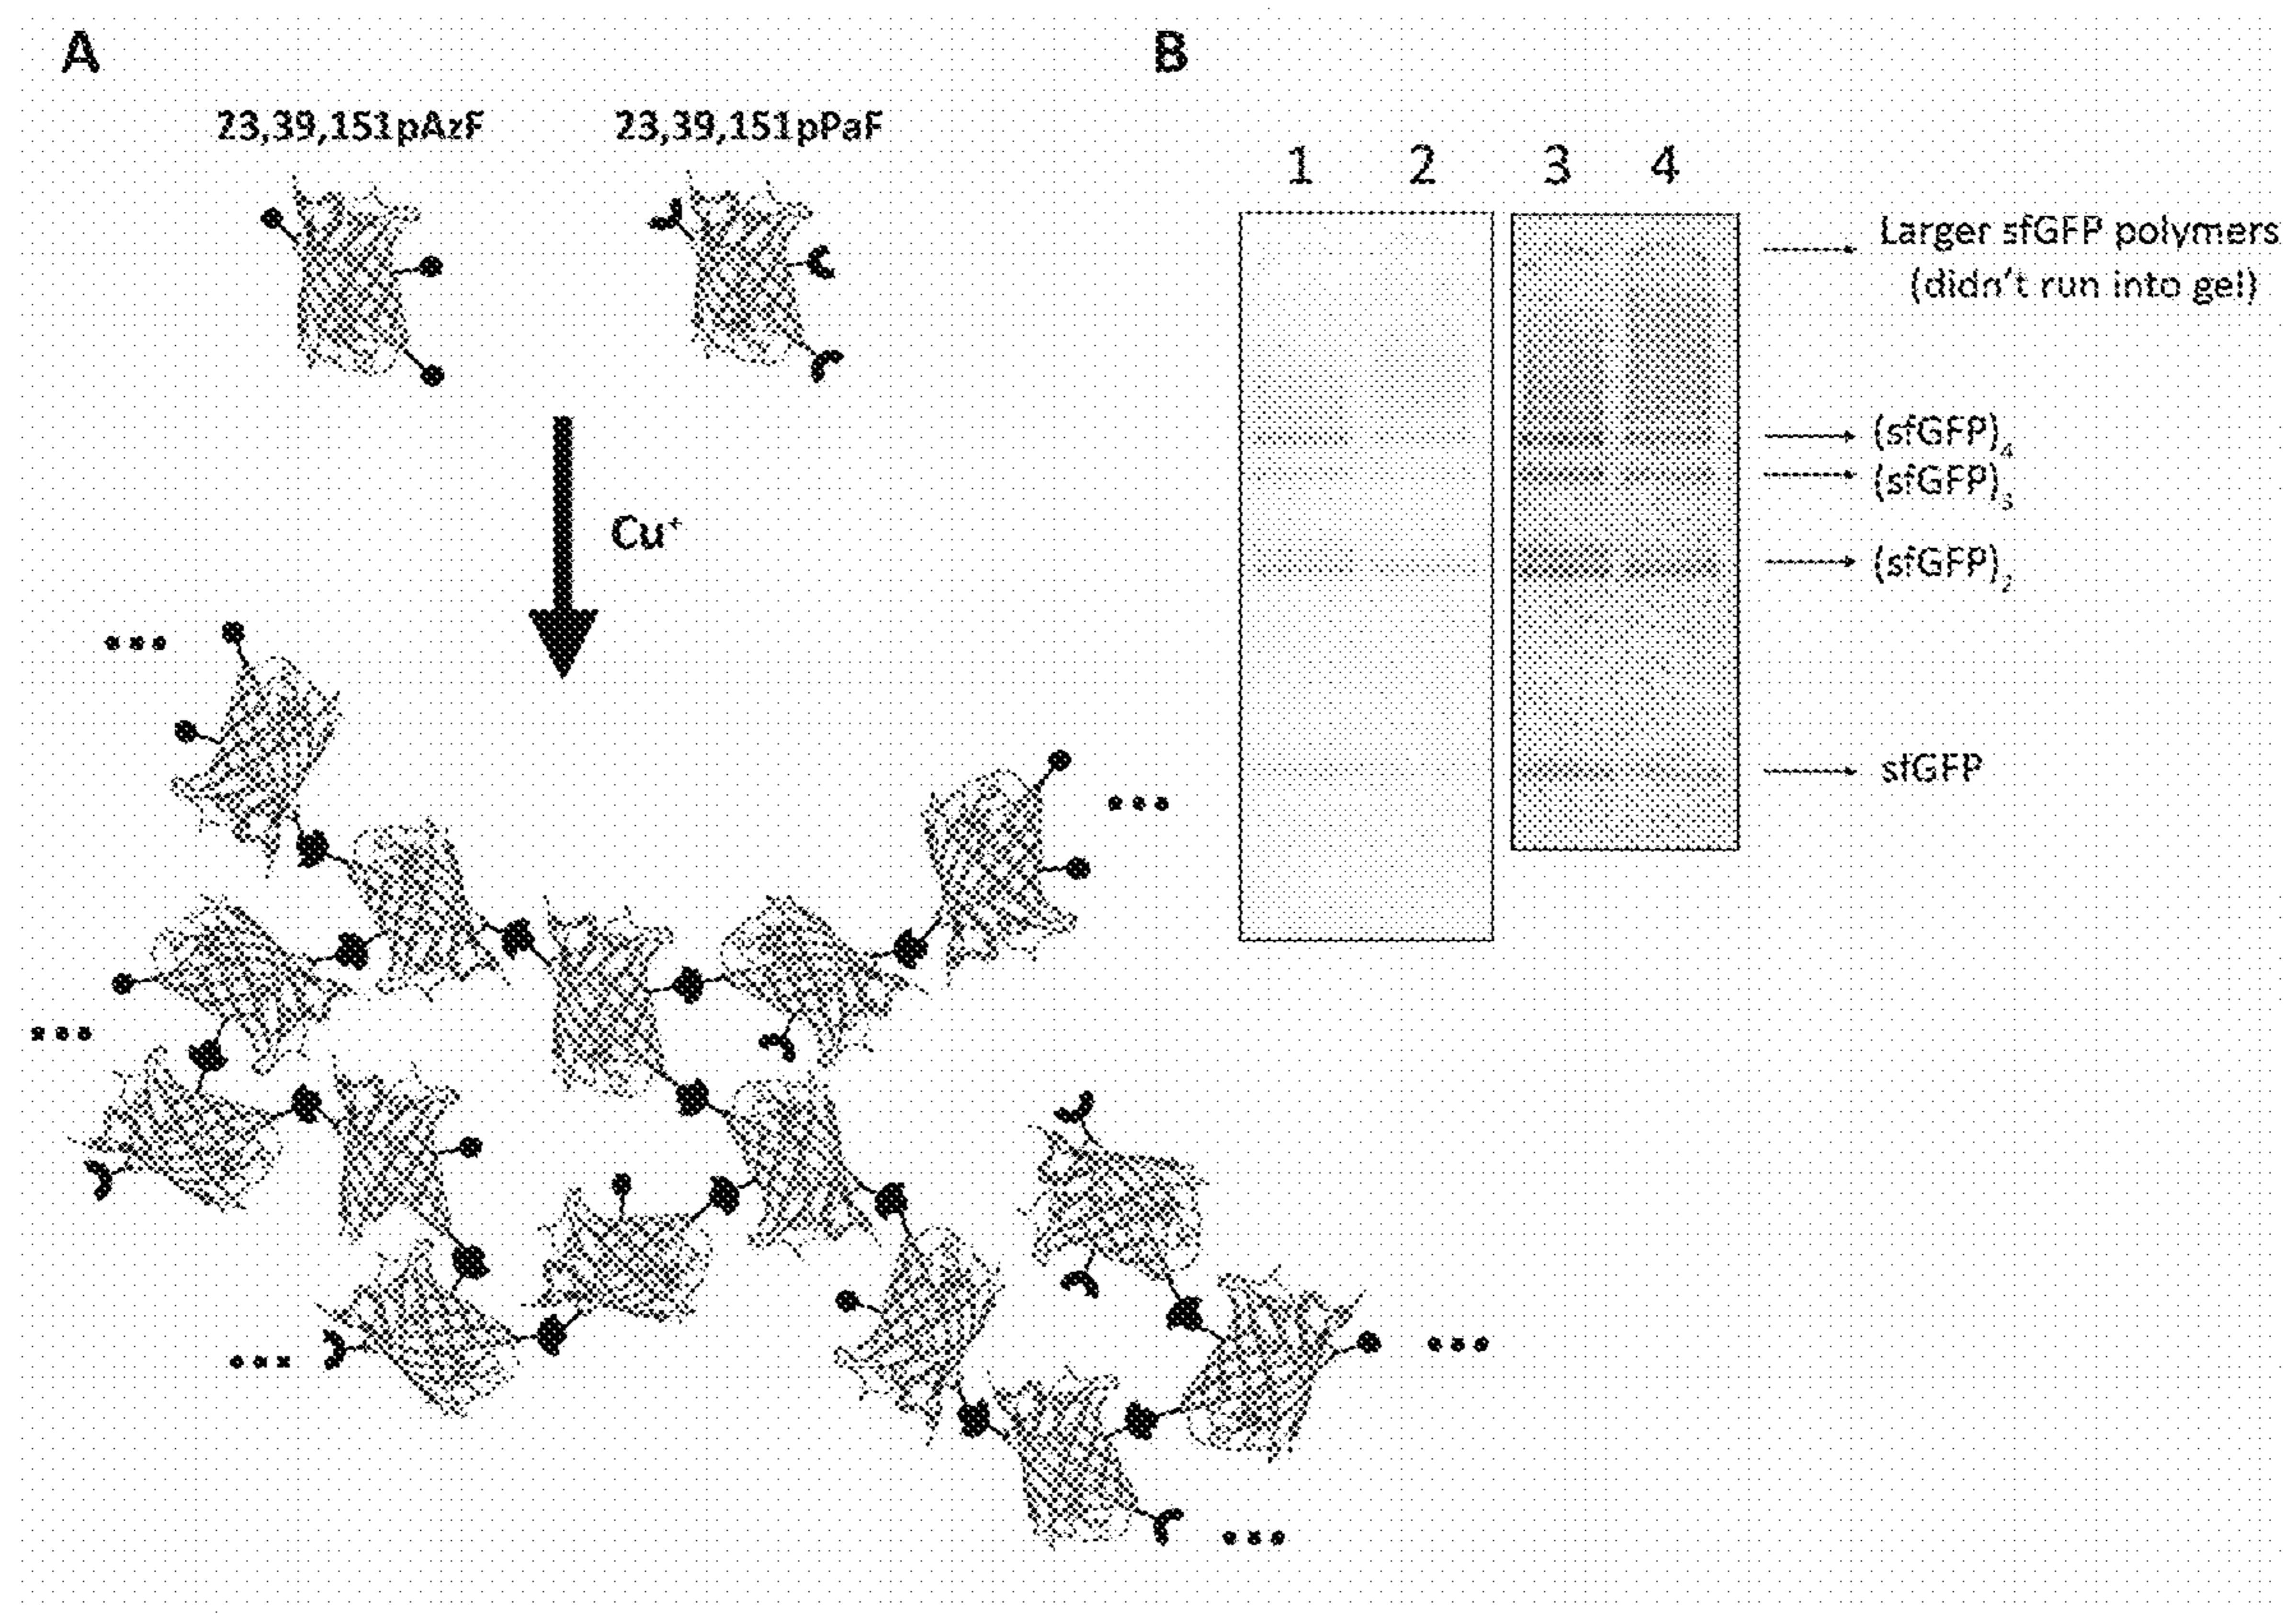 A
B
23,39,151pAzF
23,39,151pPaF
1 2 3 4
Larger sfGFP polymers
(didn't run into gel)
(sfGFP)4
(sfGFP)3
(sfGFP)2
Cu+
sfGFP